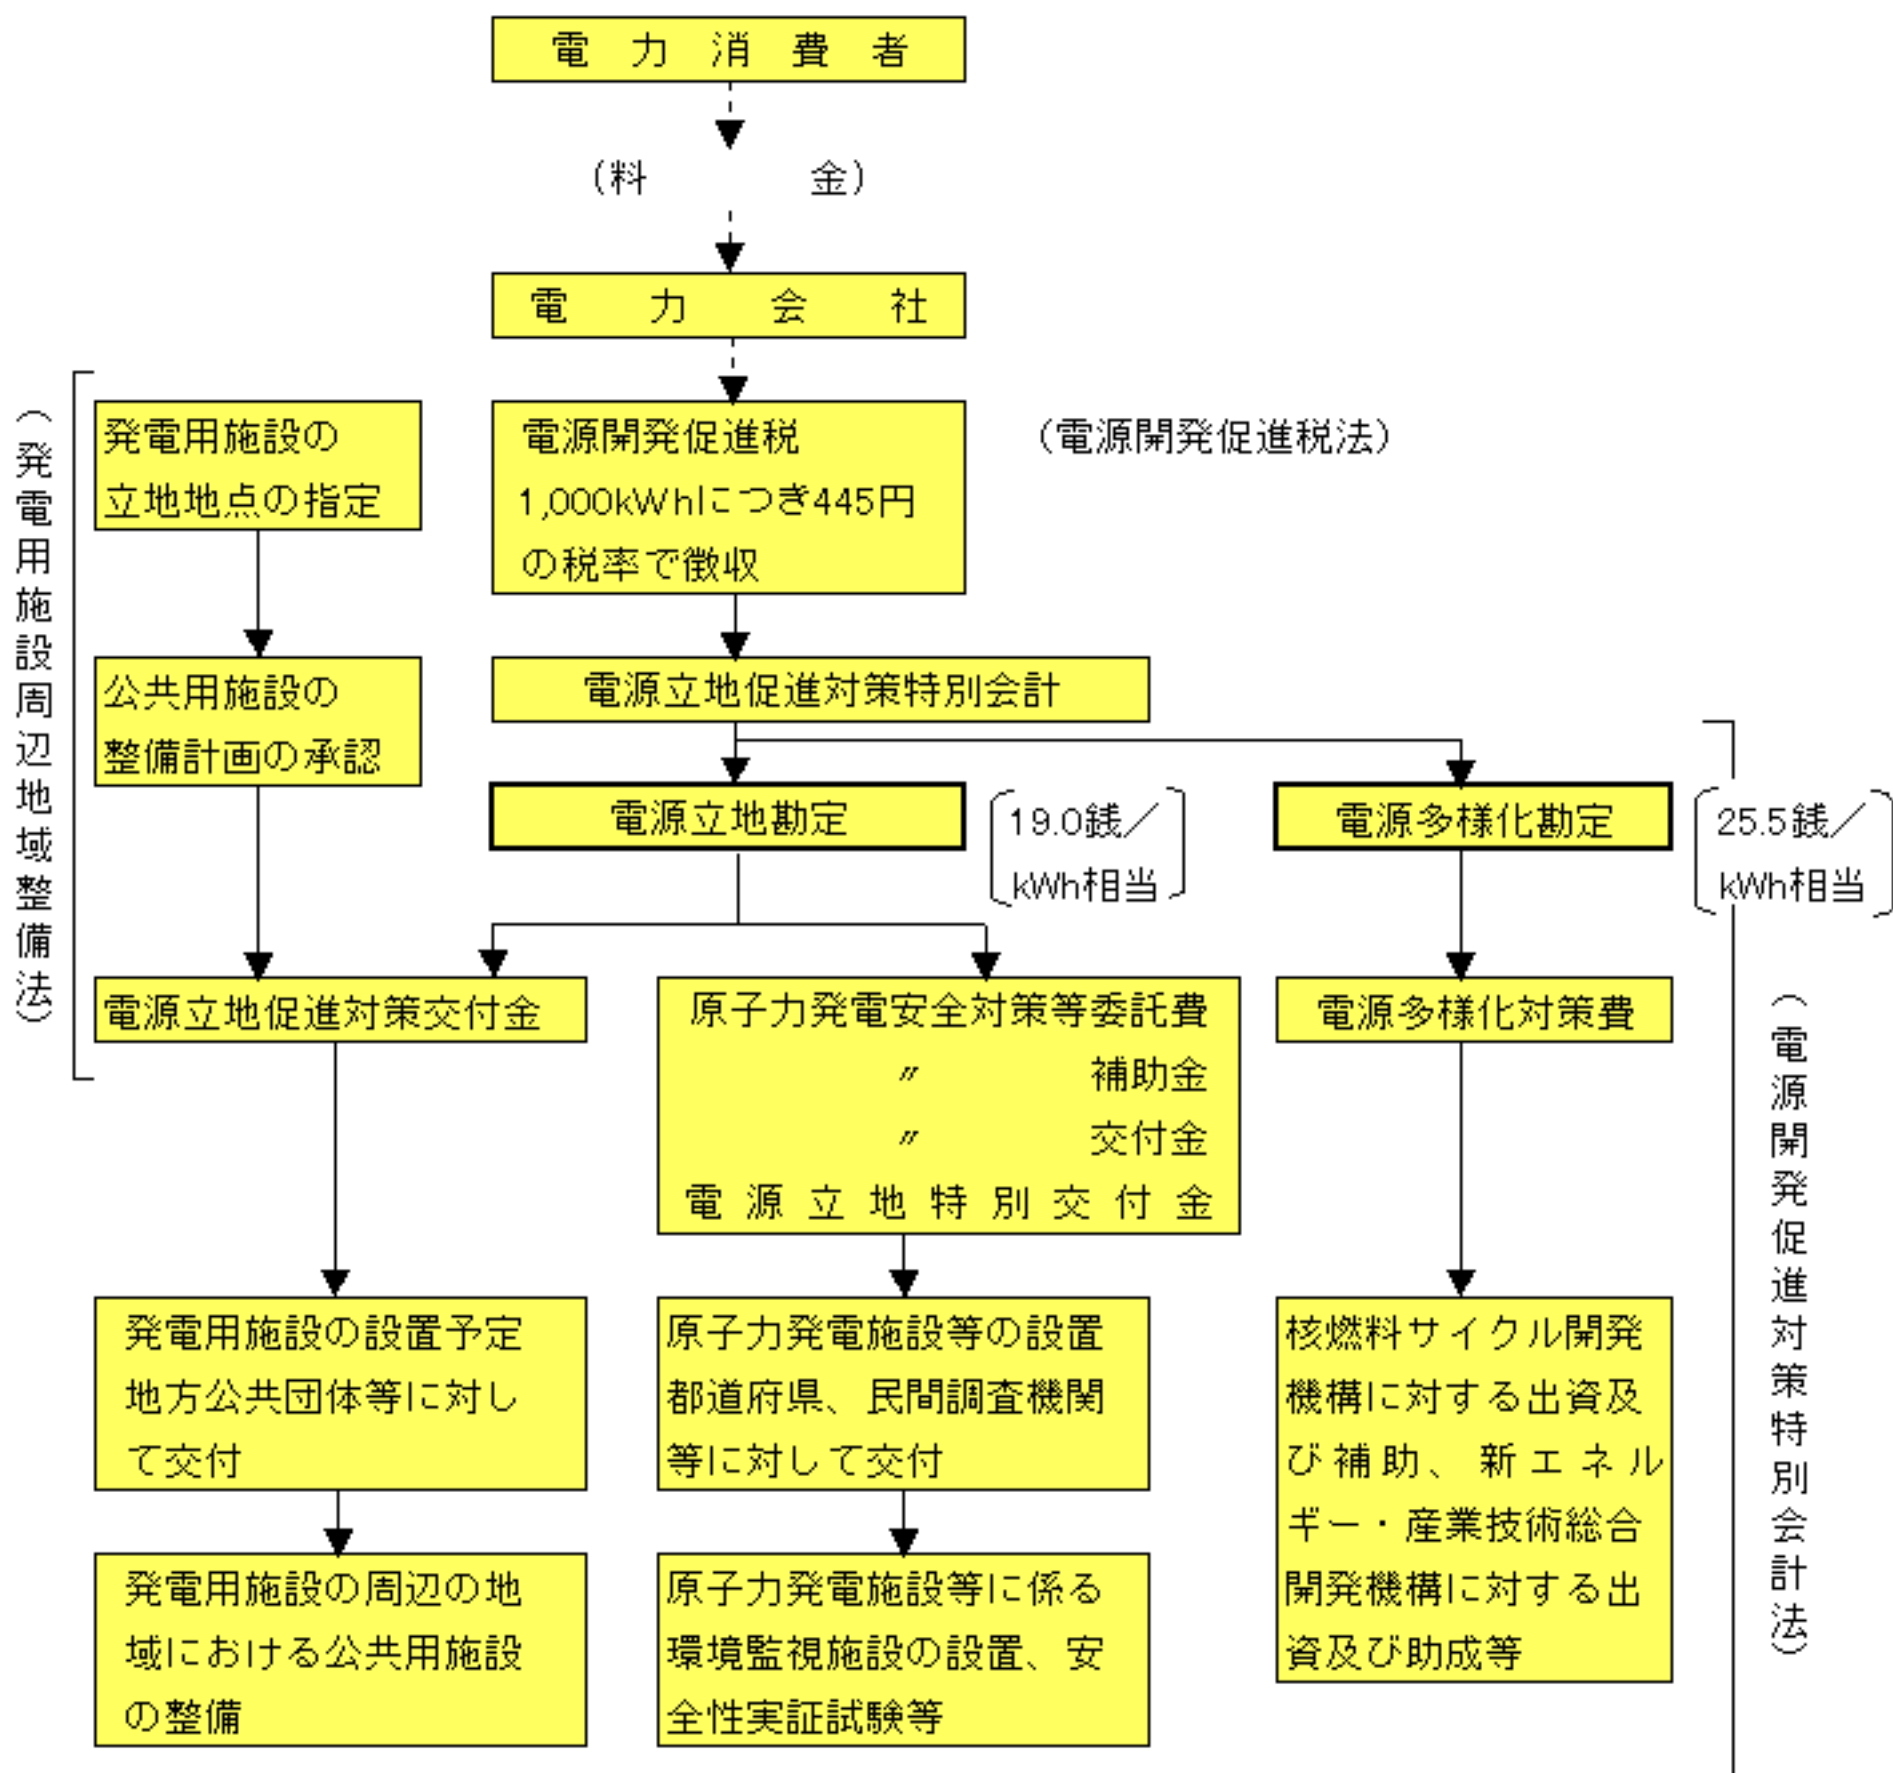 電力消費者
(料　　金)
電力会社
(発電用施設周辺地域整備法)
発電用施設の
立地地点の指定
電源開発促進税
1,000kWhにつき445円
の税率で徴収
(電源開発促進税法)
公共用施設の
整備計画の承認
電源立地促進対策特別会計
電源立地勘定
19.0銭／
kWh相当
電源多様化勘定
25.5銭／
kWh相当
電源立地促進対策交付金
原子力発電安全対策等委託費
〃　　補助金
〃　　交付金
電源立地特別交付金
電源多様化対策費
(電源開発促進対策特別会計法)
発電用施設の設置予定
地方公共団体等に対し
て交付
原子力発電施設等の設置
都道府県、民間調査機関
等に対して交付
核燃料サイクル開発
機構に対する出資及
び補助、新エネル
ギー・産業技術総合
開発機構に対する出
資及び助成等
発電用施設の周辺の地
域における公共用施設
の整備
原子力発電施設等に係る
環境監視施設の設置、安
全性実証試験等